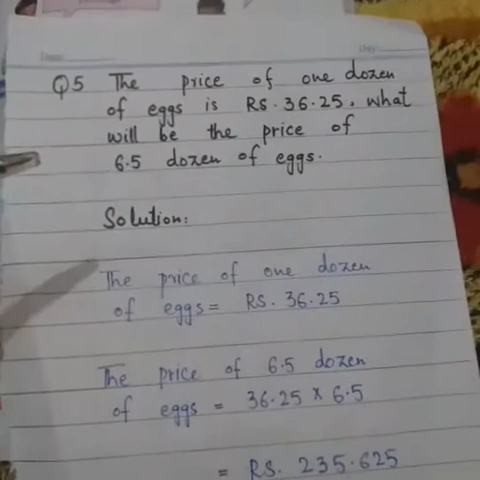 Date:
Day:
Q5 The price of one dozen
of eggs is RS. 36.25, what
will be the price of
6.5 dozen of eggs.
Solution:
The price of one dozen
of eggs = RS. 36.25
The price of 6.5 dozen
of eggs = 36.25 x 6.5
= RS. 235.625